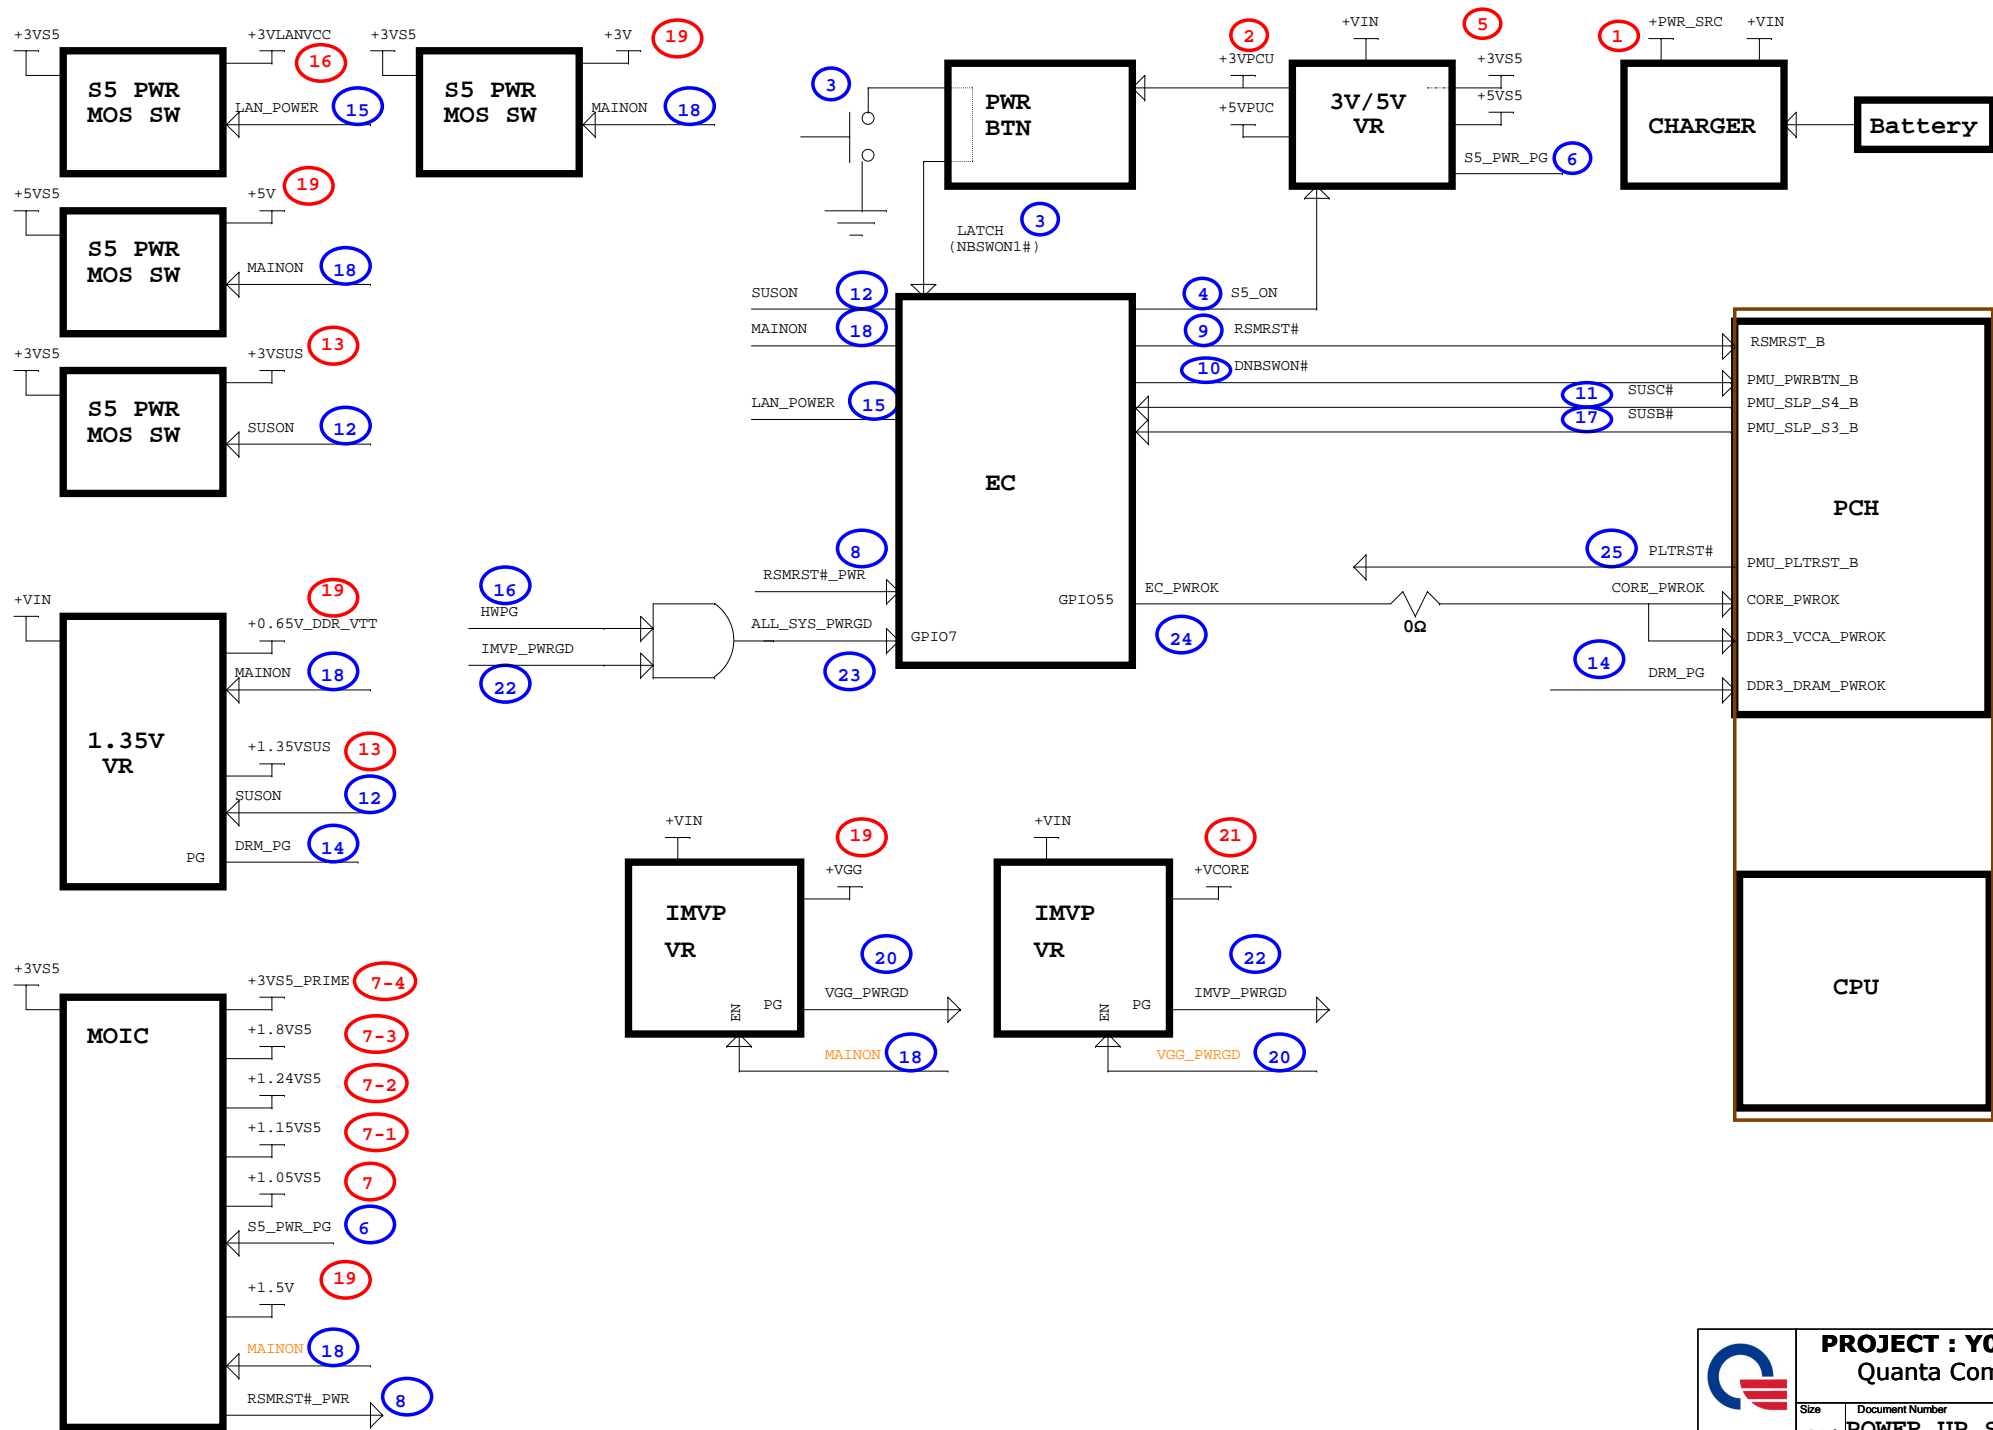 +3VS5
+3VLANVCC
16
S5 PWR
MOS SW
LAN_POWER
15
+3VS5
+3V
19
S5 PWR
MOS SW
MAINON
18
+5VS5
+5V
19
S5 PWR
MOS SW
MAINON
18
+3VS5
+3VSUS
13
S5 PWR
MOS SW
SUSON
12
3
PWR
BTN
3
LATCH
(NBSWON1#)
2
+3VPCU
+5VPUC
+VIN
5
+3VS5
+5VS5
3V/5V
VR
S5_PWR_PG
6
1
+PWR_SRC
+VIN
CHARGER
Battery
SUSON
12
MAINON
18
LAN_POWER
15
4
S5_ON
9
RSMRST#
10
DNBSWON#
11
SUSC#
17
SUSB#
EC
8
RSMRST#_PWR
16
HWPG
IMVP_PWRGD
22
ALL_SYS_PWRGD
23
GPIO7
GPIO55
EC_PWROK
24
0Ω
25
PLTRST#
CORE_PWROK
14
DRM_PG
RSMRST_B
PMU_PWRBTN_B
PMU_SLP_S4_B
PMU_SLP_S3_B
PCH
PMU_PLTRST_B
CORE_PWROK
DDR3_VCCA_PWROK
DDR3_DRAM_PWROK
CPU
+VIN
19
+0.65V_DDR_VTT
MAINON
18
1.35V
VR
+1.35VSUS
13
SUSON
12
DRM_PG
14
PG
+VIN
19
+VGG
IMVP
VR
20
VGG_PWRGD
EN
PG
MAINON
18
+VIN
21
+VCORE
IMVP
VR
22
IMVP_PWRGD
EN
PG
VGG_PWRGD
20
+3VS5
+3VS5_PRIME
7-4
MOIC
+1.8VS5
7-3
+1.24VS5
7-2
+1.15VS5
7-1
+1.05VS5
7
S5_PWR_PG
6
+1.5V
19
MAINON
18
RSMRST#_PWR
8
PROJECT : Y0
Quanta Com
Size
Document Number
POWER UP S